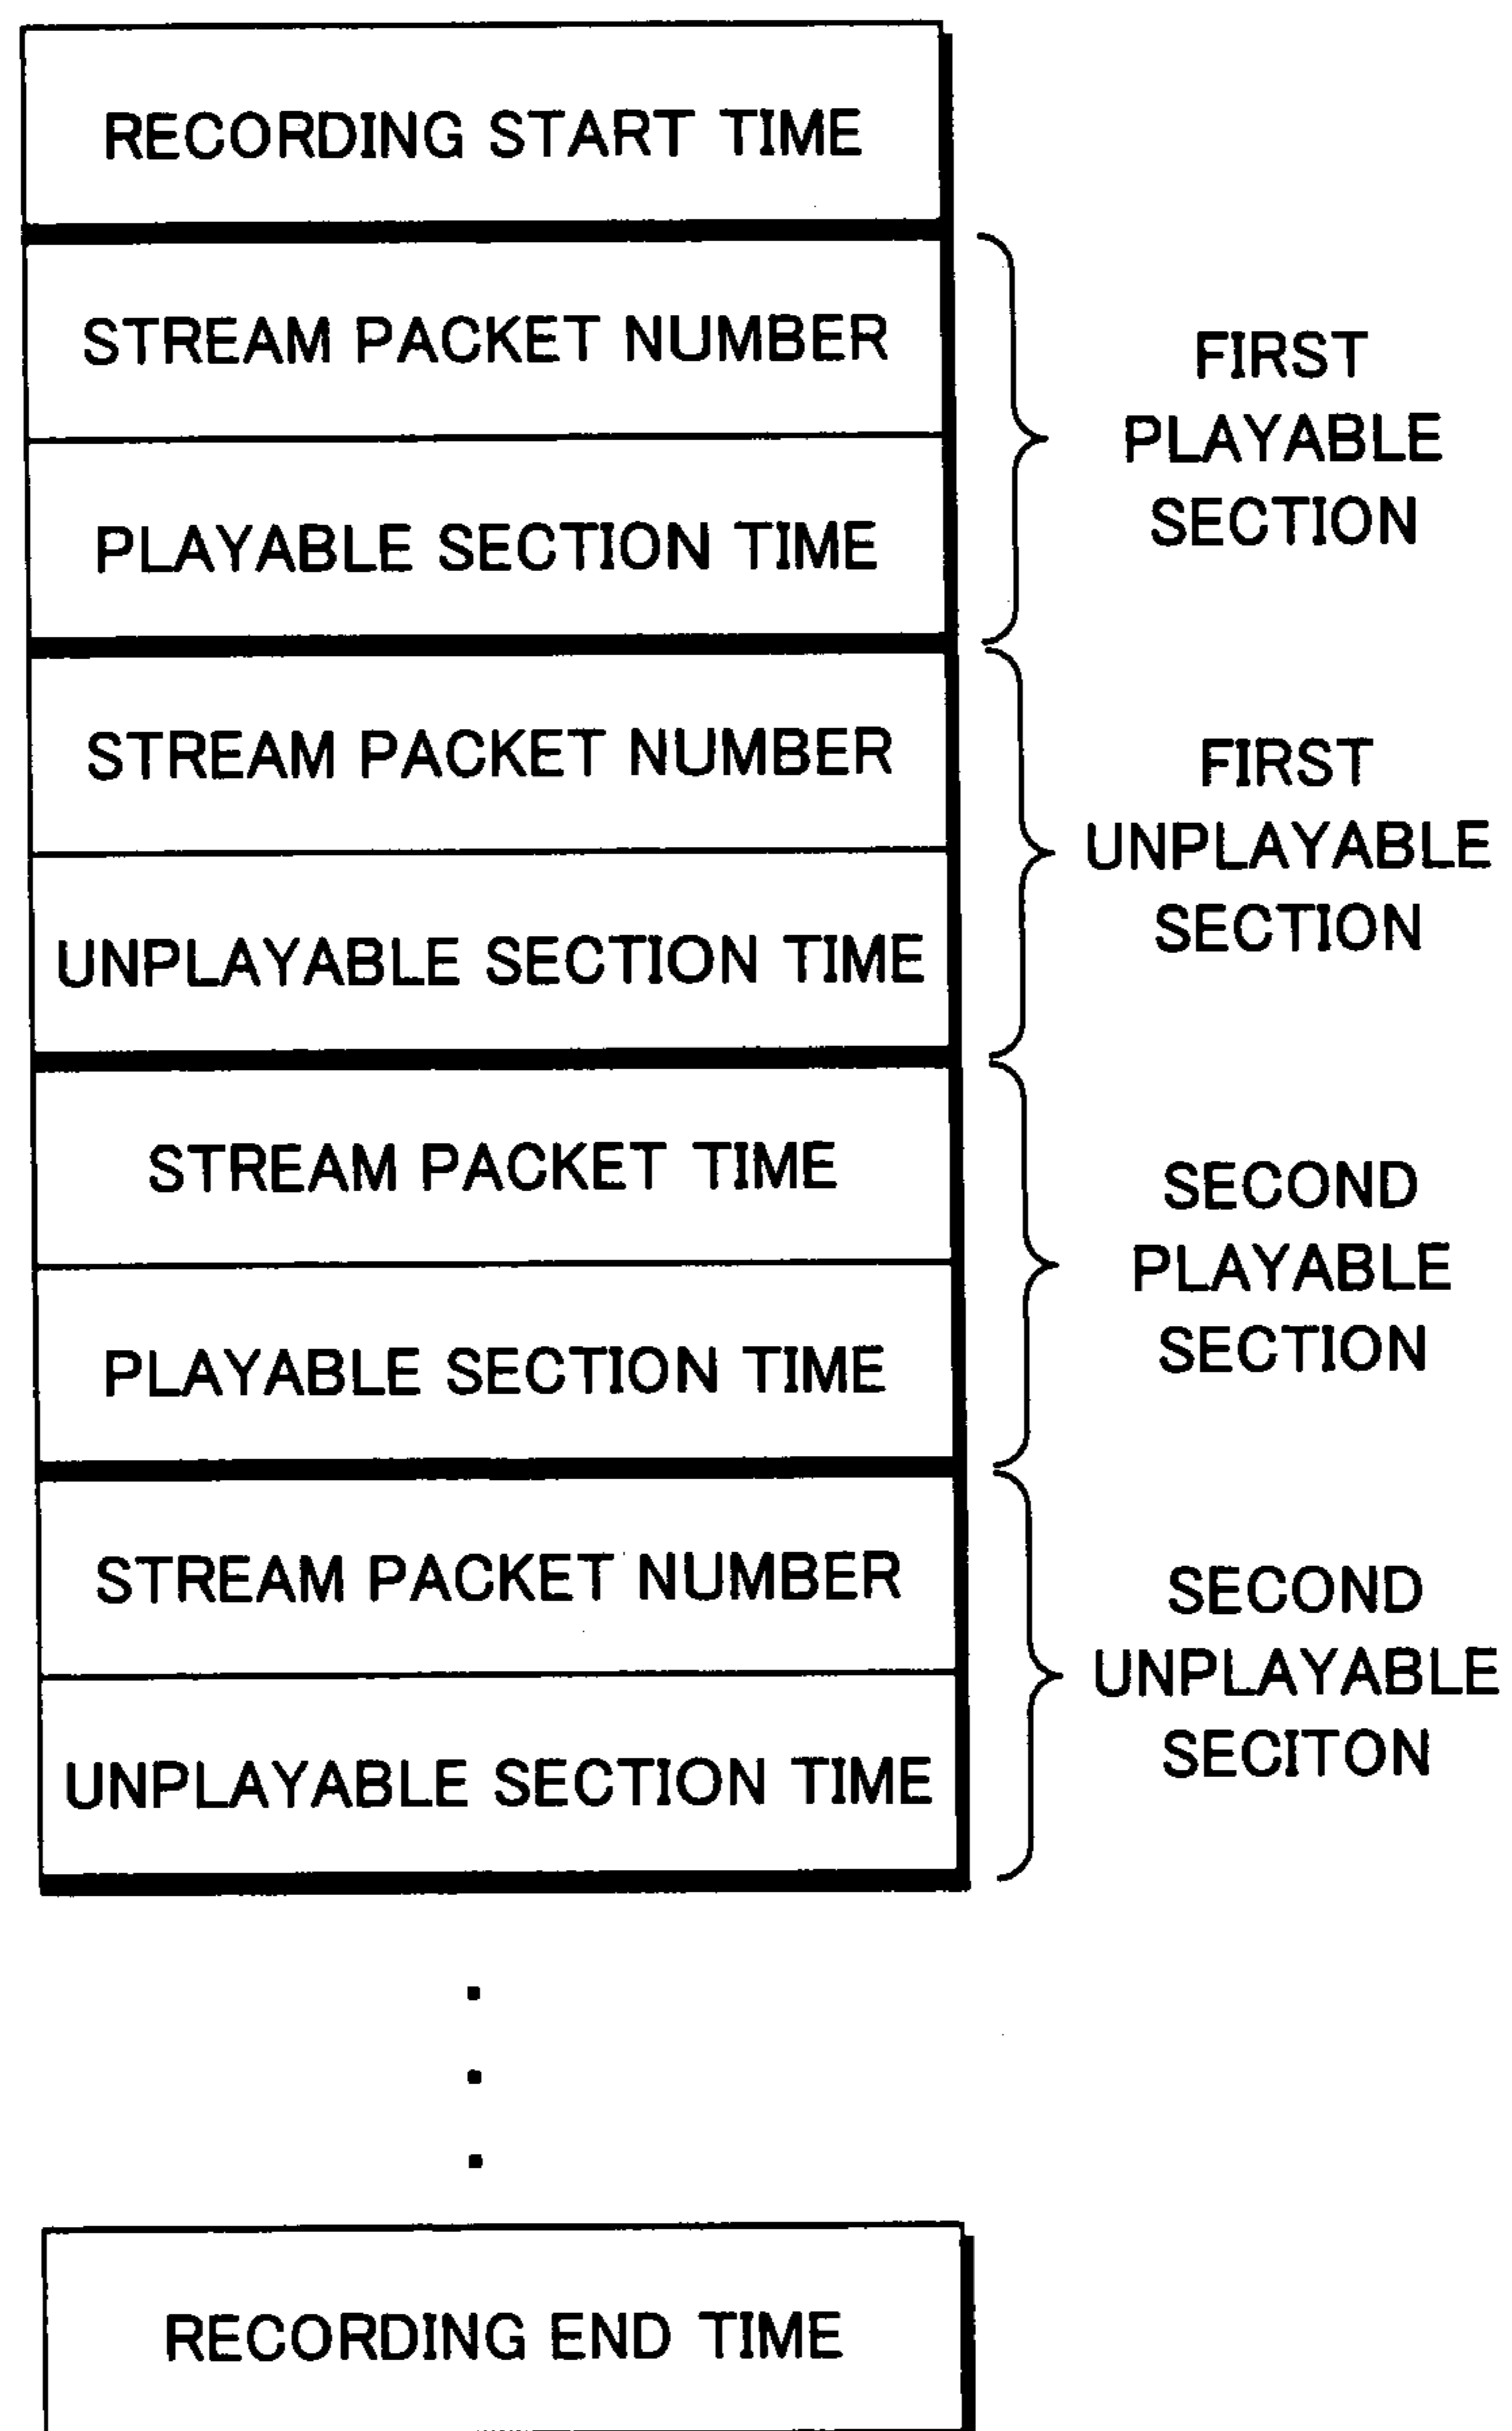 RECORDING START TIME
STREAM PACKET NUMBER
PLAYABLE SECTION TIME
FIRST
PLAYABLE
SECTION
STREAM PACKET NUMBER
UNPLAYABLE SECTION TIME
FIRST
UNPLAYABLE
SECTION
STREAM PACKET TIME
PLAYABLE SECTION TIME
SECOND
PLAYABLE
SECTION
STREAM PACKET NUMBER
UNPLAYABLE SECTION TIME
SECOND
UNPLAYABLE
SECITON
RECORDING END TIME